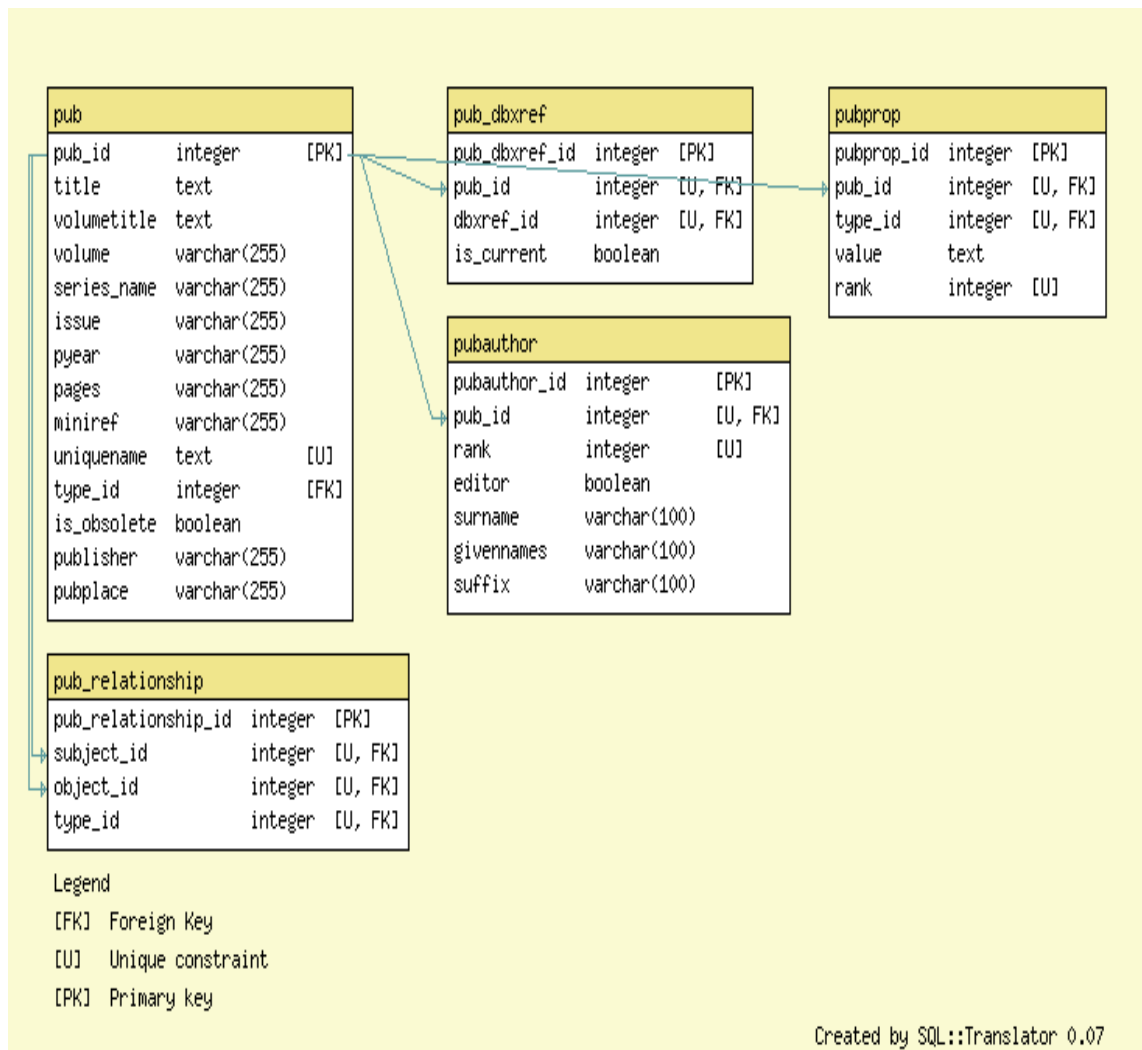 pub
pub_id integer [PK]
title text
volumetitle text
volume varchar(255)
series_name varchar(255)
issue varchar(255)
pyear varchar(255)
pages varchar(255)
miniref varchar(255)
uniquename text [U]
type_id integer [FK]
is_obsolete boolean
publisher varchar(255)
pubplace varchar(255)
pub_dbxref
pub_dbxref_id integer [PK]
pub_id integer [U, FK]
dbxref_id integer [U, FK]
is_current boolean
pubprop
pubprop_id integer [PK]
pub_id integer [U, FK]
type_id integer [U, FK]
value text
rank integer [U]
pubauthor
pubauthor_id integer [PK]
pub_id integer [U, FK]
rank integer [U]
editor boolean
surname varchar(100)
givennames varchar(100)
suffix varchar(100)
pub_relationship
pub_relationship_id integer [PK]
subject_id integer [U, FK]
object_id integer [U, FK]
type_id integer [U, FK]
Legend
[FK] Foreign Key
[U] Unique constraint
[PK] Primary key
Created by SQL::Translator 0.07